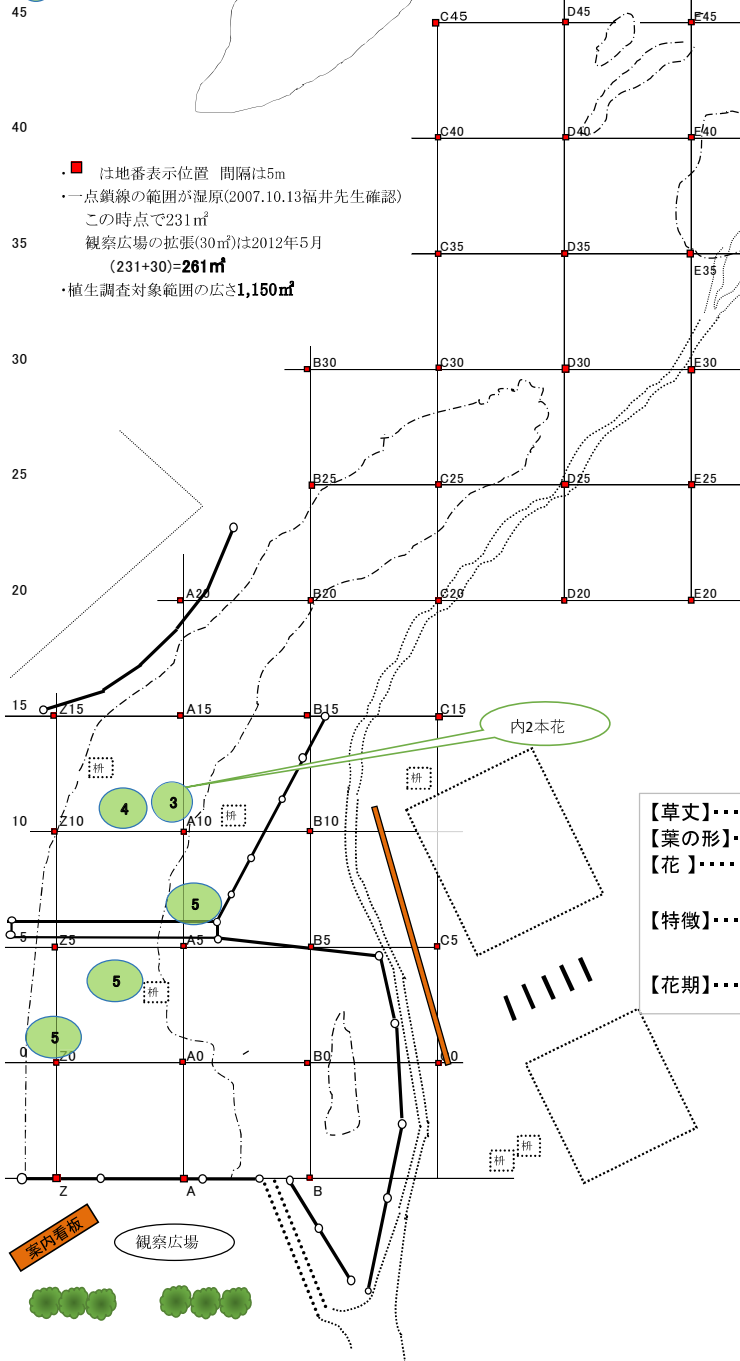 45
C45
D45
E45
40
C40
D40
E40
・ は地番表示位置 間隔は5m
・一点鎖線の範囲が湿原(2007.10.13福井先生確認)
この時点で231㎡
35
観察広場の拡張(30㎡)は2012年5月
(231+30)=261㎡
・植生調査対象範囲の広さ1,150㎡
C35
D35
E35
30
B30
C30
D30
E30
25
B25
C25
D25
E25
20
A20
B20
C20
D20
E20
15
Z15
A15
B15
C15
内2本花
枡
枡
4
3
枡
10
Z10
A10
B10
【草丈】・・・・
【葉の形】・
【花 】・・・・
【特徴】・・・
【花期】・・・
5
5
Z5
A5
B5
C5
5
枡
5
0
Z0
A0
B0
0
枡
枡
Z
A
B
案内看板
観察広場